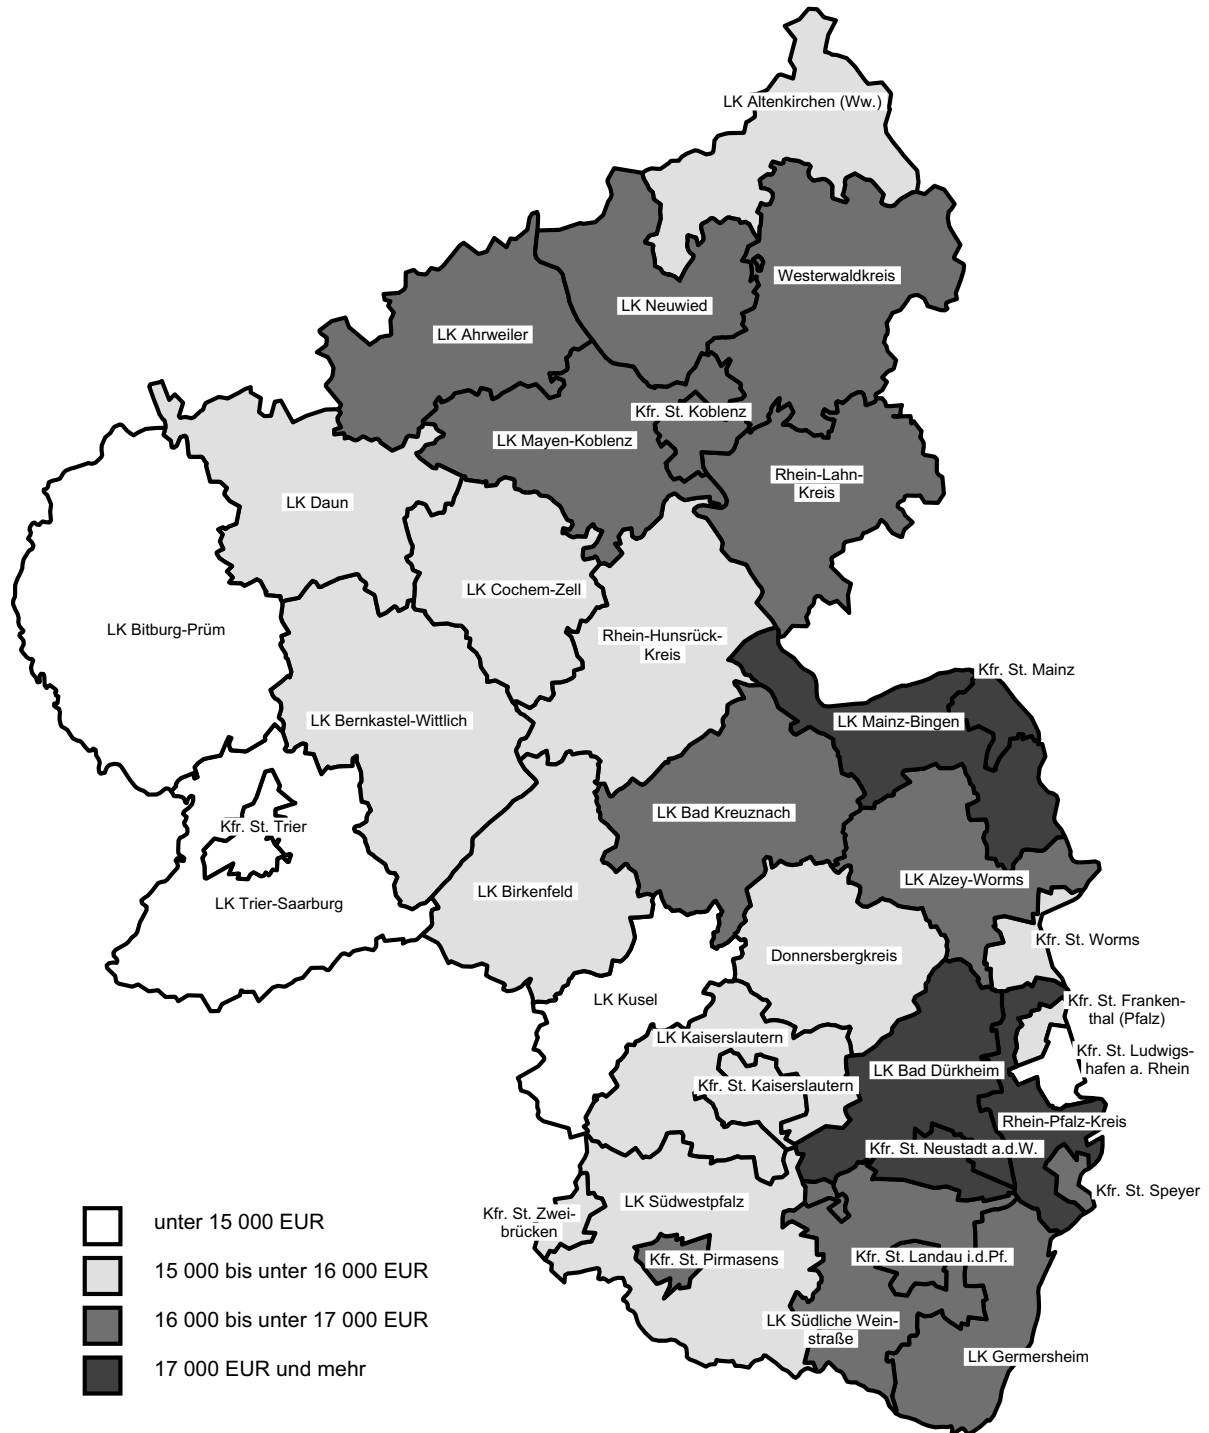 LK Altenkirchen (Ww.)
Westerwaldkreis
LK Neuwied
LK Ahrweiler
Kfr. St. Koblenz
LK Mayen-Koblenz
Rhein-Lahn-
Kreis
LK Daun
LK Cochem-Zell
LK Bitburg-Prüm
Rhein-Hunsrück-
Kreis
Kfr. St. Mainz
LK Bernkastel-Wittlich
LK Mainz-Bingen
LK Bad Kreuznach
Kfr. St. Trier
LK Alzey-Worms
LK Birkenfeld
LK Trier-Saarburg
Kfr. St. Worms
Donnersbergkreis
LK Kusel
Kfr. St. Franken-
thal (Pfalz)
LK Kaiserslautern
Kfr. St. Ludwigs-
hafen a. Rhein
LK Bad Dürkheim
Kfr. St. Kaiserslautern
Rhein-Pfalz-Kreis
Kfr. St. Neustadt a.d.W.
Kfr. St. Speyer
LK Südwestpfalz
Kfr. St. Zwei-
brücken
Kfr. St. Landau i.d.Pf.
Kfr. St. Pirmasens
LK Südliche Wein-
straße
LK Germersheim
unter 15 000 EUR
15 000 bis unter 16 000 EUR
16 000 bis unter 17 000 EUR
17 000 EUR und mehr